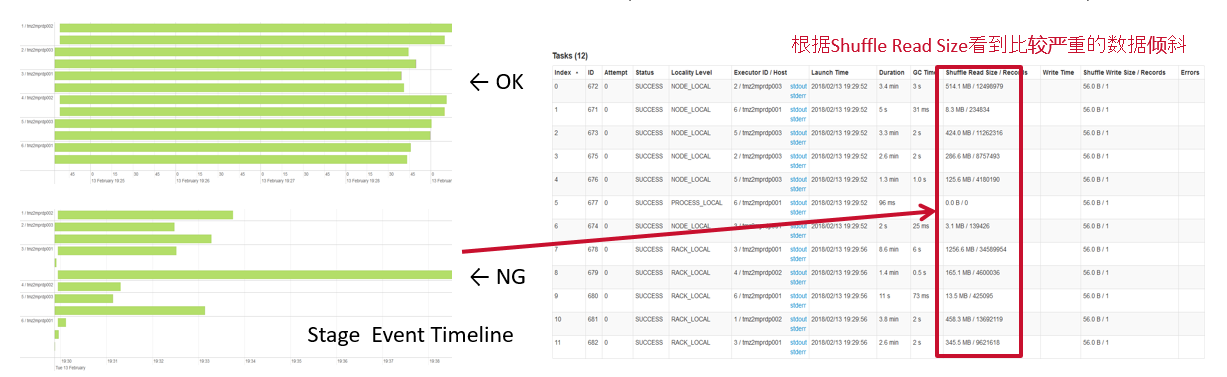 根据Shuffle Read Size看到比较严重的数据倾斜
1 / tmz2mprdp002
2 / tmz2mprdp003
3 / tmz2mprdp001
4 / tmz2mprdp002
5 / tmz2mprdp003
6 / tmz2mprdp001
45 0 15 30 45 0 15 30 45 0 15 30 45 0
13 February 19:25 13 February 19:26 13 February 19:27 13 February 19:28 13 February
← OK
1 / tmz2mprdp002
2 / tmz2mprdp003
3 / tmz2mprdp001
4 / tmz2mprdp002
5 / tmz2mprdp003
6 / tmz2mprdp001
← NG
Stage Event Timeline
19:30 19:31 19:32 19:33 19:34 19:35 19:36 19:37 19:38
Tue 13 February
Tasks (12)
Index ID Attempt Status Locality Level Executor ID / Host Launch Time Duration GC Time Shuffle Read Size / Records Write Time Shuffle Write Size / Records Errors
0 672 0 SUCCESS NODE_LOCAL 2 / tmz2mprdp003 stdout 2018/02/13 19:29:52 3.4 min 3 s 514.1 MB / 12498979 56.0 B / 1
stderr
1 671 0 SUCCESS NODE_LOCAL 6 / tmz2mprdp001 stdout 2018/02/13 19:29:52 5 s 31 ms 8.3 MB / 234834 56.0 B / 1
stderr
2 673 0 SUCCESS NODE_LOCAL 5 / tmz2mprdp003 stdout 2018/02/13 19:29:52 3.3 min 2 s 424.0 MB / 11262316 56.0 B / 1
stderr
3 675 0 SUCCESS NODE_LOCAL 2 / tmz2mprdp003 stdout 2018/02/13 19:29:52 2.6 min 2 s 286.6 MB / 8757493 56.0 B / 1
stderr
4 676 0 SUCCESS NODE_LOCAL 5 / tmz2mprdp003 stdout 2018/02/13 19:29:52 1.3 min 1.0 s 125.6 MB / 4180190 56.0 B / 1
stderr
5 677 0 SUCCESS PROCESS_LOCAL 6 / tmz2mprdp001 stdout 2018/02/13 19:29:52 96 ms 0.0 B / 0 56.0 B / 1
stderr
6 674 0 SUCCESS NODE_LOCAL stdout 2018/02/13 19:29:52 2 s 25 ms 3.1 MB / 139426 56.0 B / 1
stderr
7 678 0 SUCCESS RACK_LOCAL 3 / tmz2mprdp001 stdout 2018/02/13 19:29:56 8.6 min 6 s 1256.6 MB / 34589954 56.0 B / 1
stderr
8 679 0 SUCCESS RACK_LOCAL 4 / tmz2mprdp002 stdout 2018/02/13 19:29:56 1.4 min 0.5 s 165.1 MB / 4600036 56.0 B / 1
stderr
9 680 0 SUCCESS RACK_LOCAL 6 / tmz2mprdp001 stdout 2018/02/13 19:29:56 11 s 73 ms 13.5 MB / 425095 56.0 B / 1
stderr
10 681 0 SUCCESS RACK_LOCAL 1 / tmz2mprdp002 stdout 2018/02/13 19:29:56 3.8 min 2 s 458.3 MB / 13692119 56.0 B / 1
stderr
11 682 0 SUCCESS RACK_LOCAL 3 / tmz2mprdp001 stdout 2018/02/13 19:29:56 2.6 min 2 s 345.5 MB / 9621618 56.0 B / 1
stderr